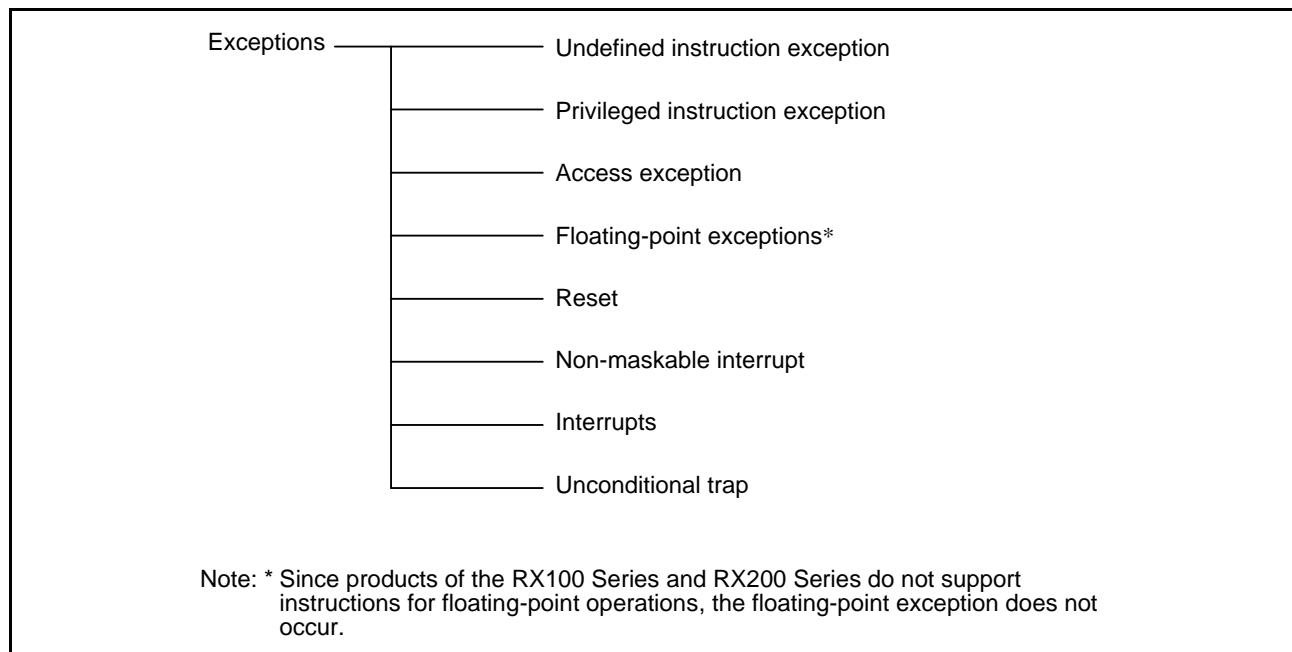 Exceptions
Undefined instruction exception
Privileged instruction exception
Access exception
Floating-point exceptions*
Reset
Non-maskable interrupt
Interrupts
Unconditional trap
Note: * Since products of the RX100 Series and RX200 Series do not support
instructions for floating-point operations, the floating-point exception does not
occur.